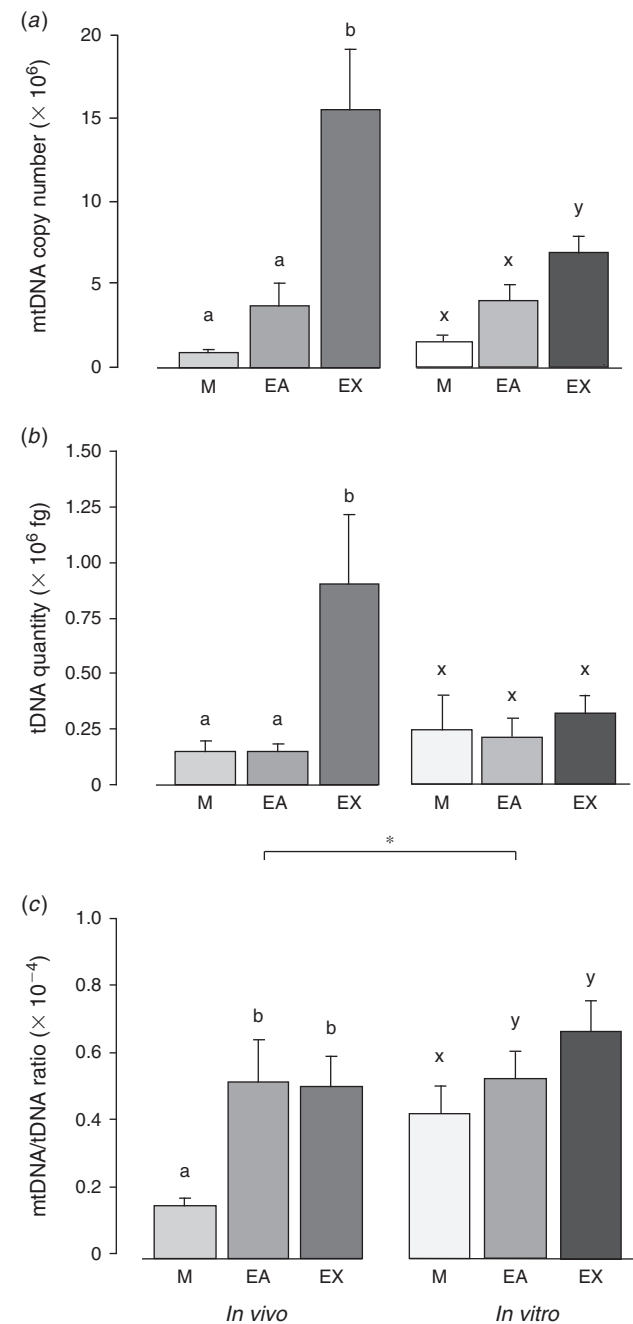 (a)
mtDNA copy number (× 10⁶)
20
15
10
5
0
a
a
b
x
x
y
M EA EX M EA EX
(b)
tDNA quantity (× 10⁶ fg)
1.50
1.25
1.00
0.75
0.50
0.25
0
a
a
b
x
x
x
M EA EX M EA EX
*
(c)
mtDNA/tDNA ratio (× 10⁻⁴)
1.0
0.8
0.6
0.4
0.2
0
a
b
b
x
y
y
M EA EX M EA EX
In vivo In vitro